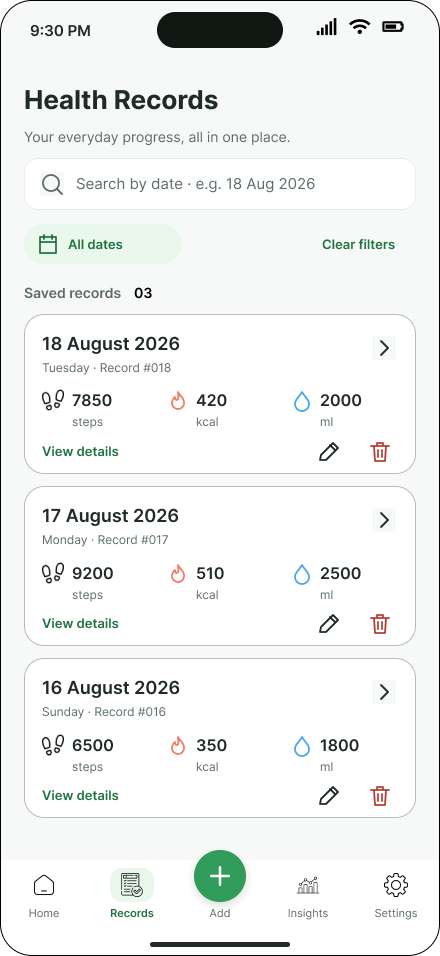 9:30 PM
Health Records
Your everyday progress, all in one place.
Search by date · e.g. 18 Aug 2026
All dates
Clear filters
Saved records 03
18 August 2026
Tuesday · Record #018
7850 420 2000
steps kcal ml
View details
17 August 2026
Monday · Record #017
9200 510 2500
steps kcal ml
View details
16 August 2026
Sunday · Record #016
6500 350 1800
steps kcal ml
View details
Home Records Add Insights Settings